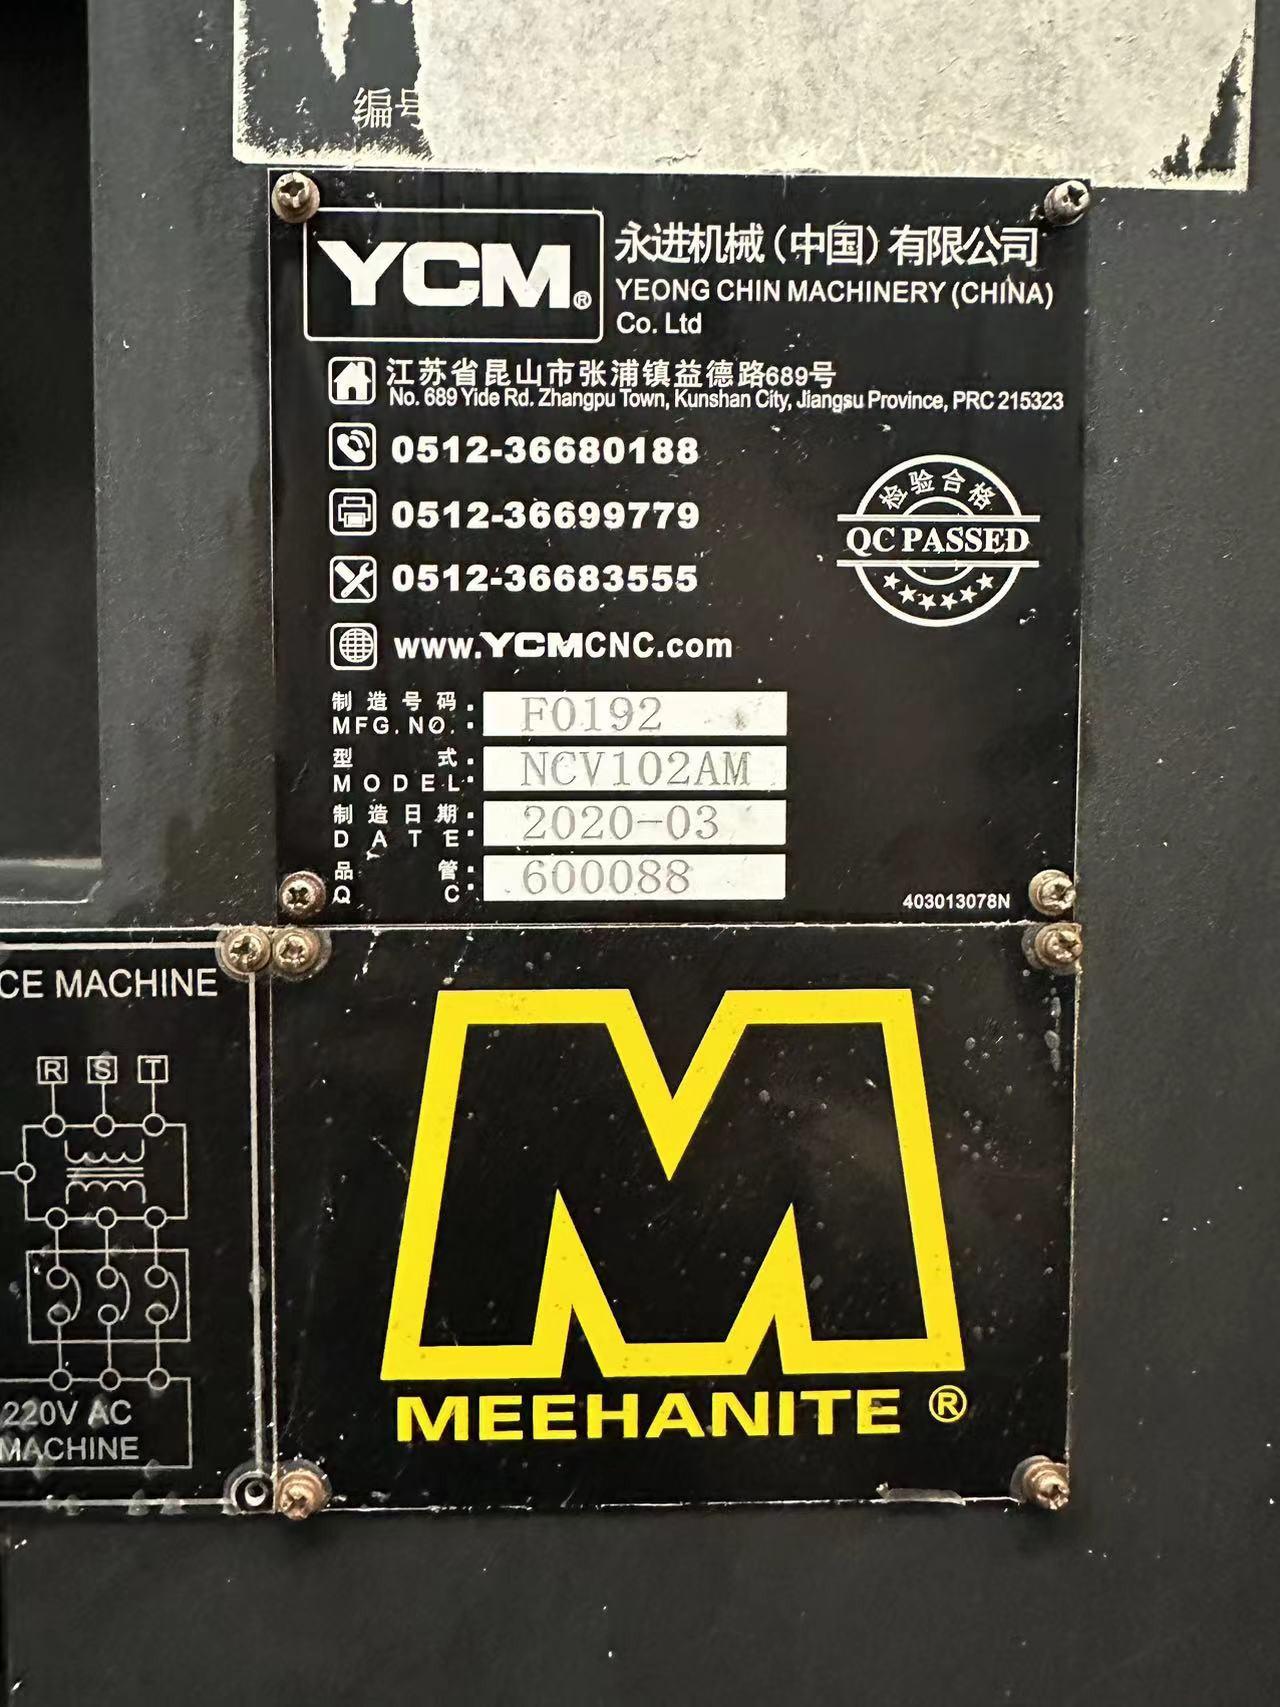 编号
YCM®
永进机械（中国）有限公司
YEONG CHIN MACHINERY (CHINA)
Co. Ltd
江苏省昆山市张浦镇益德路689号
No. 689 Yide Rd. Zhangpu Town, Kunshan City, Jiangsu Province, PRC 215323
0512-36680188
0512-36699779
0512-36683555
www.YCMCNC.com
检验合格
QC PASSED
制造号码:
MFG.NO.: F0192
型式:
MODEL: NCV102AM
制造日期:
DATE: 2020-03
品管:
QC: 600088
403013078N
CE MACHINE
R S T
220V AC
MACHINE
MEEHANITE ®